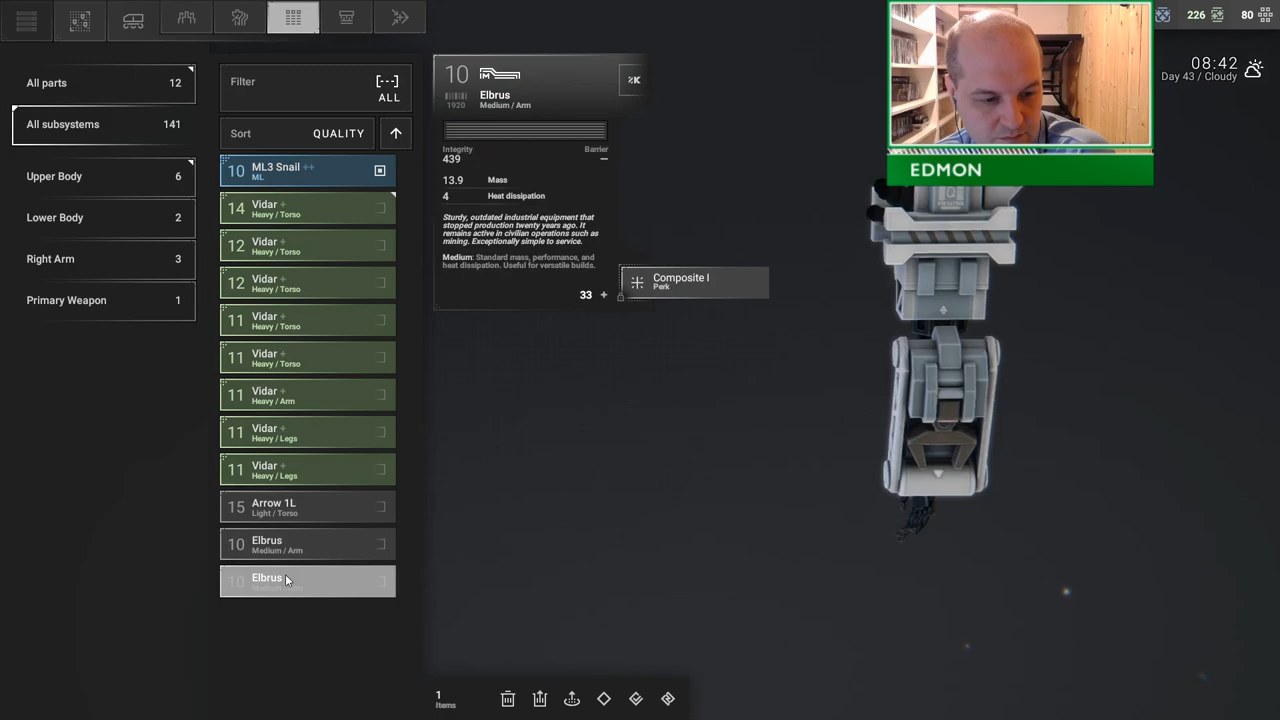 226
80
08:42
Day 43 / Cloudy
EDMON
All parts 12
All subsystems 141
Upper Body 6
Lower Body 2
Right Arm 3
Primary Weapon 1
Filter
ALL
Sort QUALITY
10 ML3 Snail ++
ML
14 Vidar +
Heavy / Torso
12 Vidar +
Heavy / Torso
12 Vidar +
Heavy / Torso
11 Vidar +
Heavy / Torso
11 Vidar +
Heavy / Torso
11 Vidar +
Heavy / Arm
11 Vidar +
Heavy / Legs
11 Vidar +
Heavy / Legs
15 Arrow 1L
Light / Torso
10 Elbrus
Medium / Arm
10 Elbrus
10
1920
Elbrus
Medium / Arm
Integrity Barrier
439 –
13.9 Mass
4 Heat dissipation
Sturdy, outdated industrial equipment that
stopped production twenty years ago. It
remains active in civilian operations such as
mining. Exceptionally simple to service.
Medium: Standard mass, performance, and
heat dissipation. Useful for versatile builds.
33 +
Composite I
Perk
1
Items